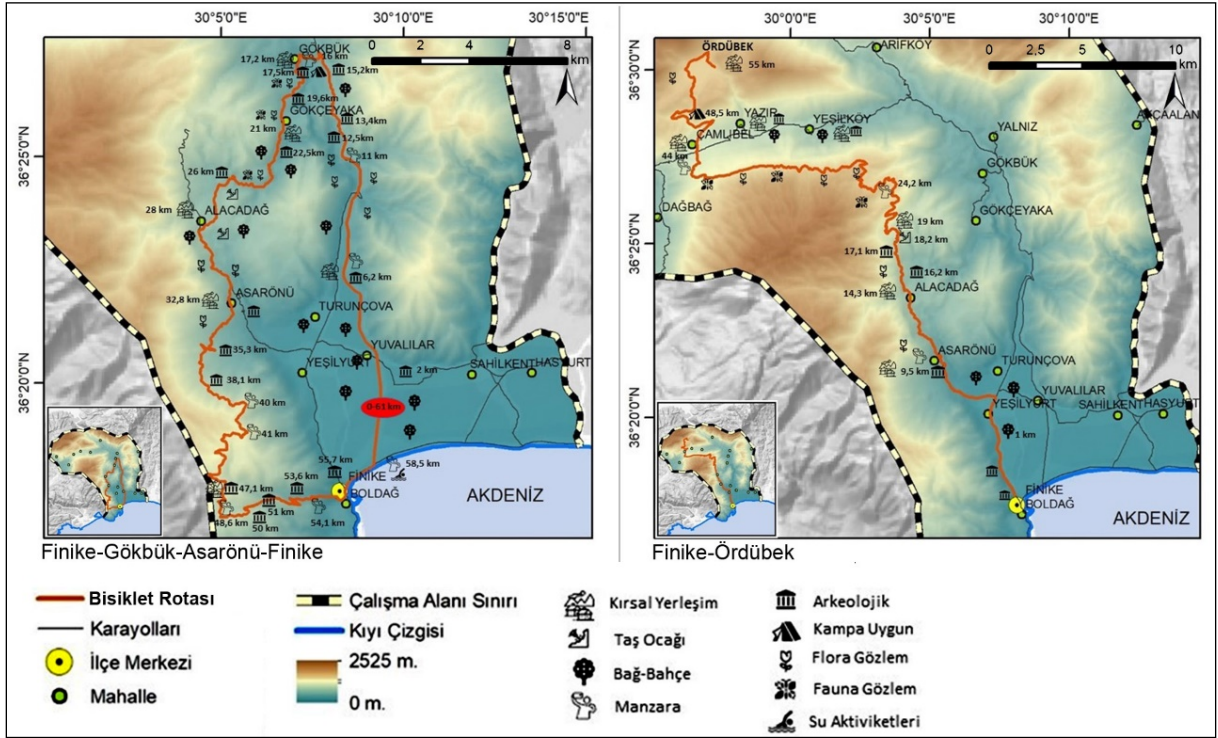 30°5'0"E
30°10'0"E
30°15'0"E
36°25'0"N
36°20'0"N
0 2 4 8
km
GÖKBÜK
16 km
17,2 km
17,5km
15,2km
19,6km
GÖKÇEYAKA
13,4km
21 km
12,5km
22,5km
11 km
26 km
28 km
ALACADAĞ
6,2 km
32,8 km
ASARÖNÜ
TURUNÇOVA
35,3 km
YUVALILAR
YEŞİLYURT
2 km
SAHİLKENT
HASYURT
38,1 km
40 km
0-63 km
41 km
55,7 km
58,5 km
53,6 km
FİNİKE
47,1 km
BOLDAĞ
AKDENİZ
48,6 km
51 km
50 km
54,1 km
Finike-Gökbük-Asarönü-Finike
30°0'0"E
30°5'0"E
30°10'0"E
36°30'0"N
36°25'0"N
36°20'0"N
0 2,5 5 10
km
ÖRDÜBEK
ARİFKÖY
55 km
48,5 km
YAZIR
YEŞİLKÖY
AKÇAALAN
ÇAMLIBEL
YALNIZ
44 km
GÖKBÜK
24,2 km
DAĞBAĞ
19 km
GÖKÇEYAKA
18,2 km
17,1 km
16,2 km
14,3 km
ALACADAĞ
ASARÖNÜ
TURUNÇOVA
9,5 km
YUVALILAR
YEŞİLYURT
SAHİLKENT
HASYURT
1 km
FİNİKE
BOLDAĞ
AKDENİZ
Finike-Ördübek
Bisiklet Rotası
Karayolları
İlçe Merkezi
Mahalle
Çalışma Alanı Sınırı
Kıyı Çizgisi
2525 m.
0 m.
Kırsal Yerleşim
Taş Ocağı
Bağ-Bahçe
Manzara
Arkeolojik
Kampa Uygun
Flora Gözlem
Fauna Gözlem
Su Aktiviketleri